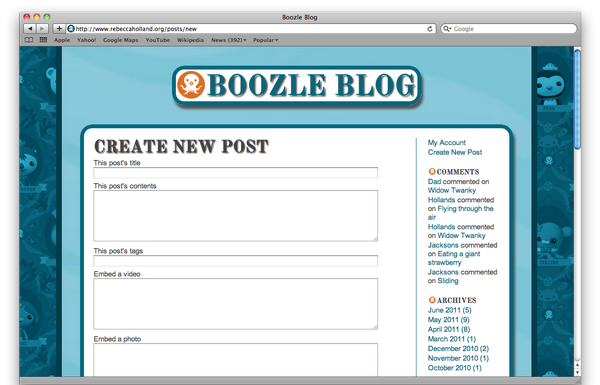 Boozle Blog
http://www.rebeccaholland.org/posts/new
Google
Apple Yahoo! Google Maps YouTube Wikipedia News (392) Popular
BOOZLE BLOG
CREATE NEW POST
This post's title
This post's contents
This post's tags
Embed a video
Embed a photo
My Account
Create New Post
COMMENTS
Dad commented on
Widow Twanky
Hollands commented
on Flying through the
air
Hollands commented
on Widow Twanky
Jacksons commented
on Eating a giant
strawberry
Jacksons commented
on Sliding
ARCHIVES
June 2011 (5)
May 2011 (9)
April 2011 (8)
March 2011 (1)
December 2010 (2)
November 2010 (1)
October 2010 (1)